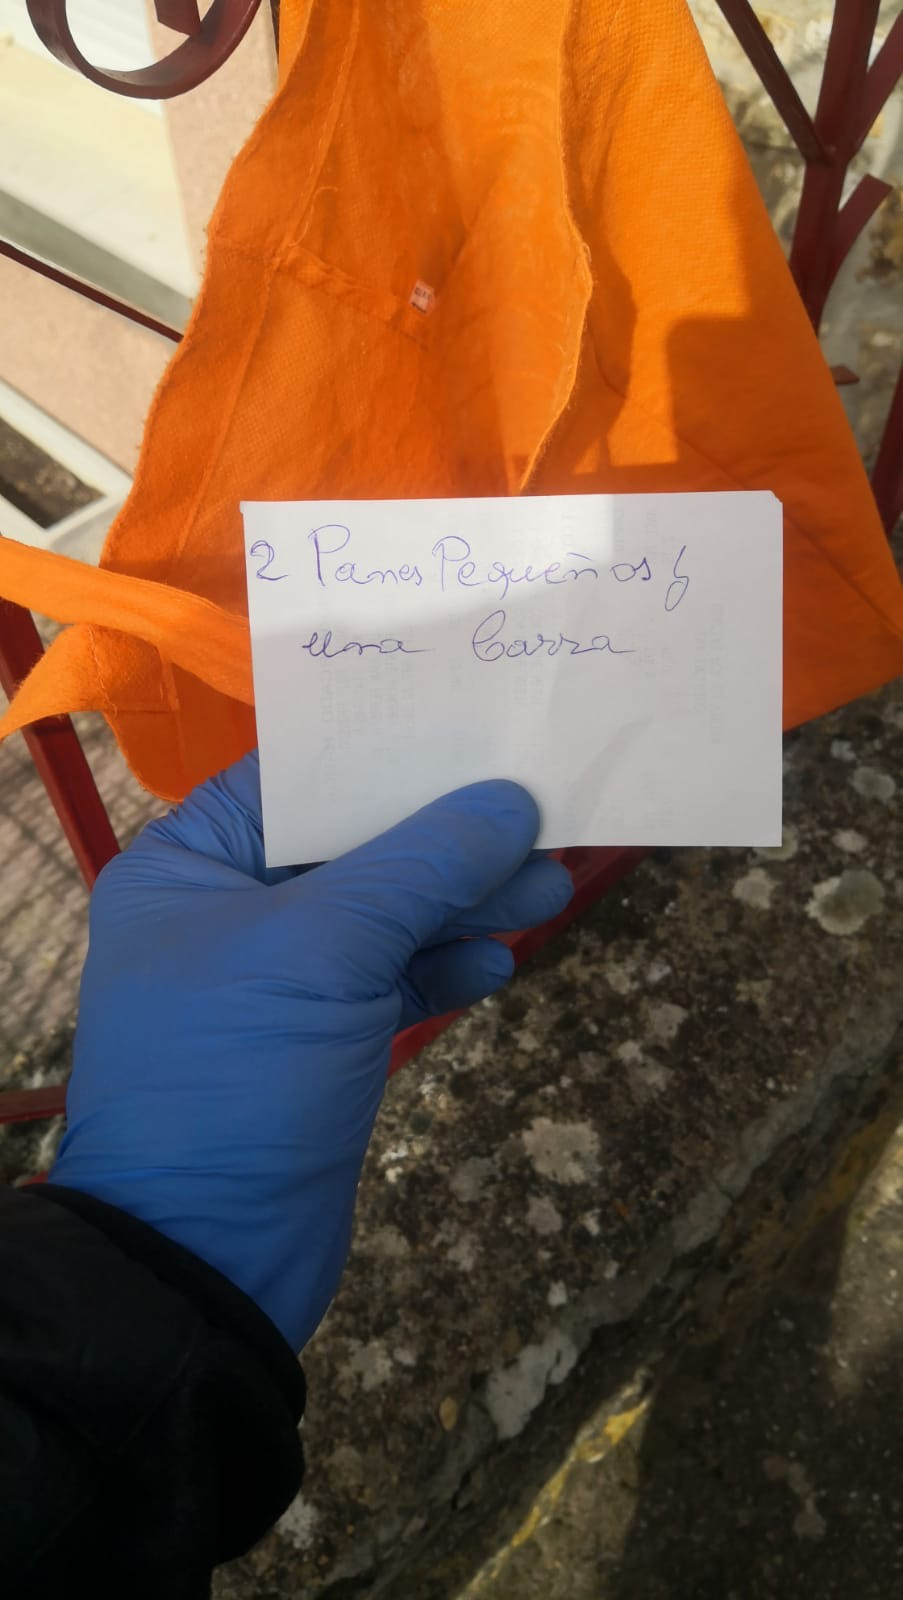 2 Panes Pequeños y
una barra